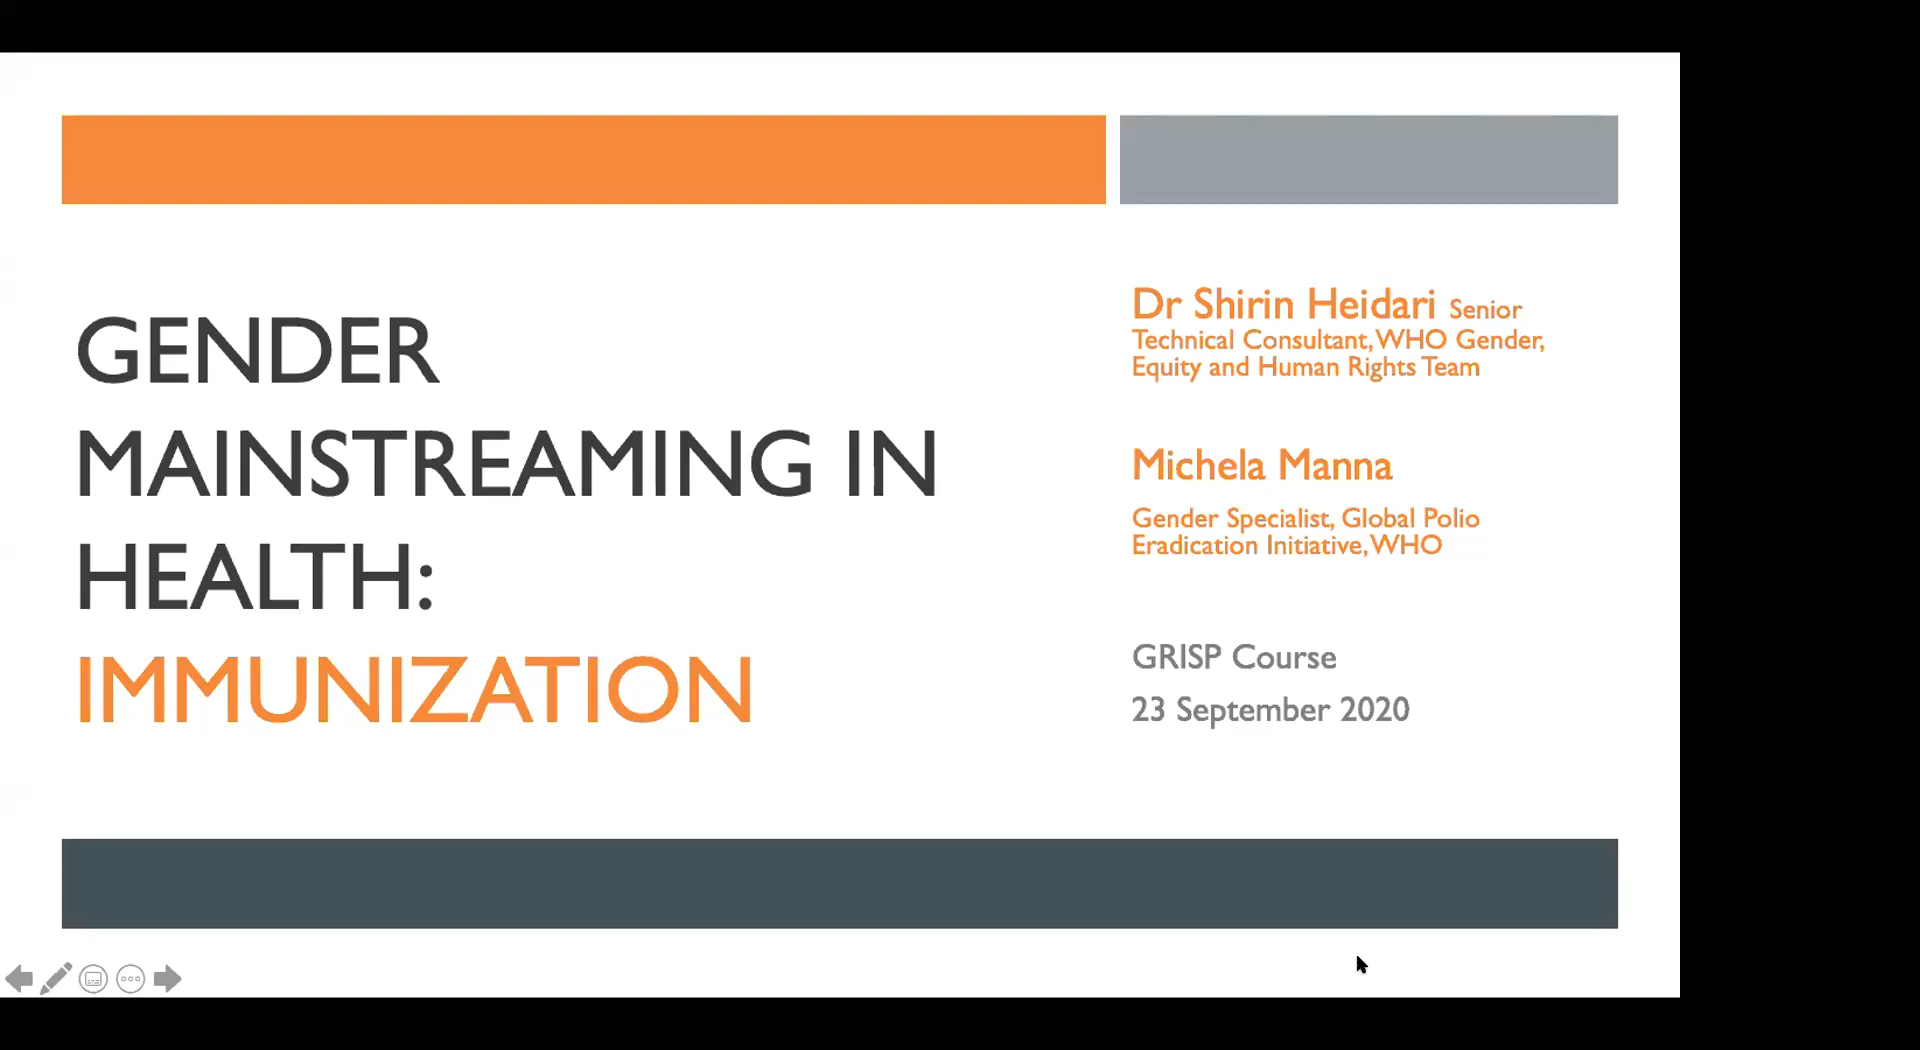 GENDER
MAINSTREAMING IN
HEALTH:
IMMUNIZATION
Dr Shirin Heidari Senior
Technical Consultant, WHO Gender,
Equity and Human Rights Team
Michela Manna
Gender Specialist, Global Polio
Eradication Initiative, WHO
GRISP Course
23 September 2020